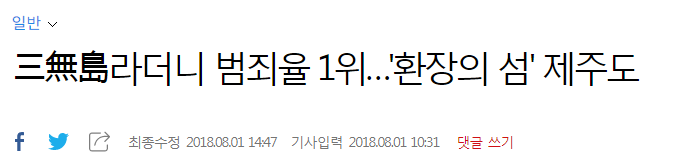 일반
三無島라더니 범죄율 1위...'환장의 섬' 제주도
최종수정 2018.08.01 14:47 기사입력 2018.08.01 10:31 댓글 쓰기